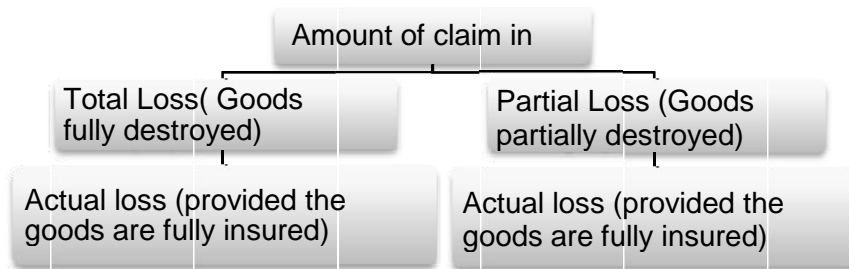 Amount of claim in
Total Loss( Goods
fully destroyed)
Partial Loss (Goods
partially destroyed)
Actual loss (provided the
goods are fully insured)
Actual loss (provided the
goods are fully insured)